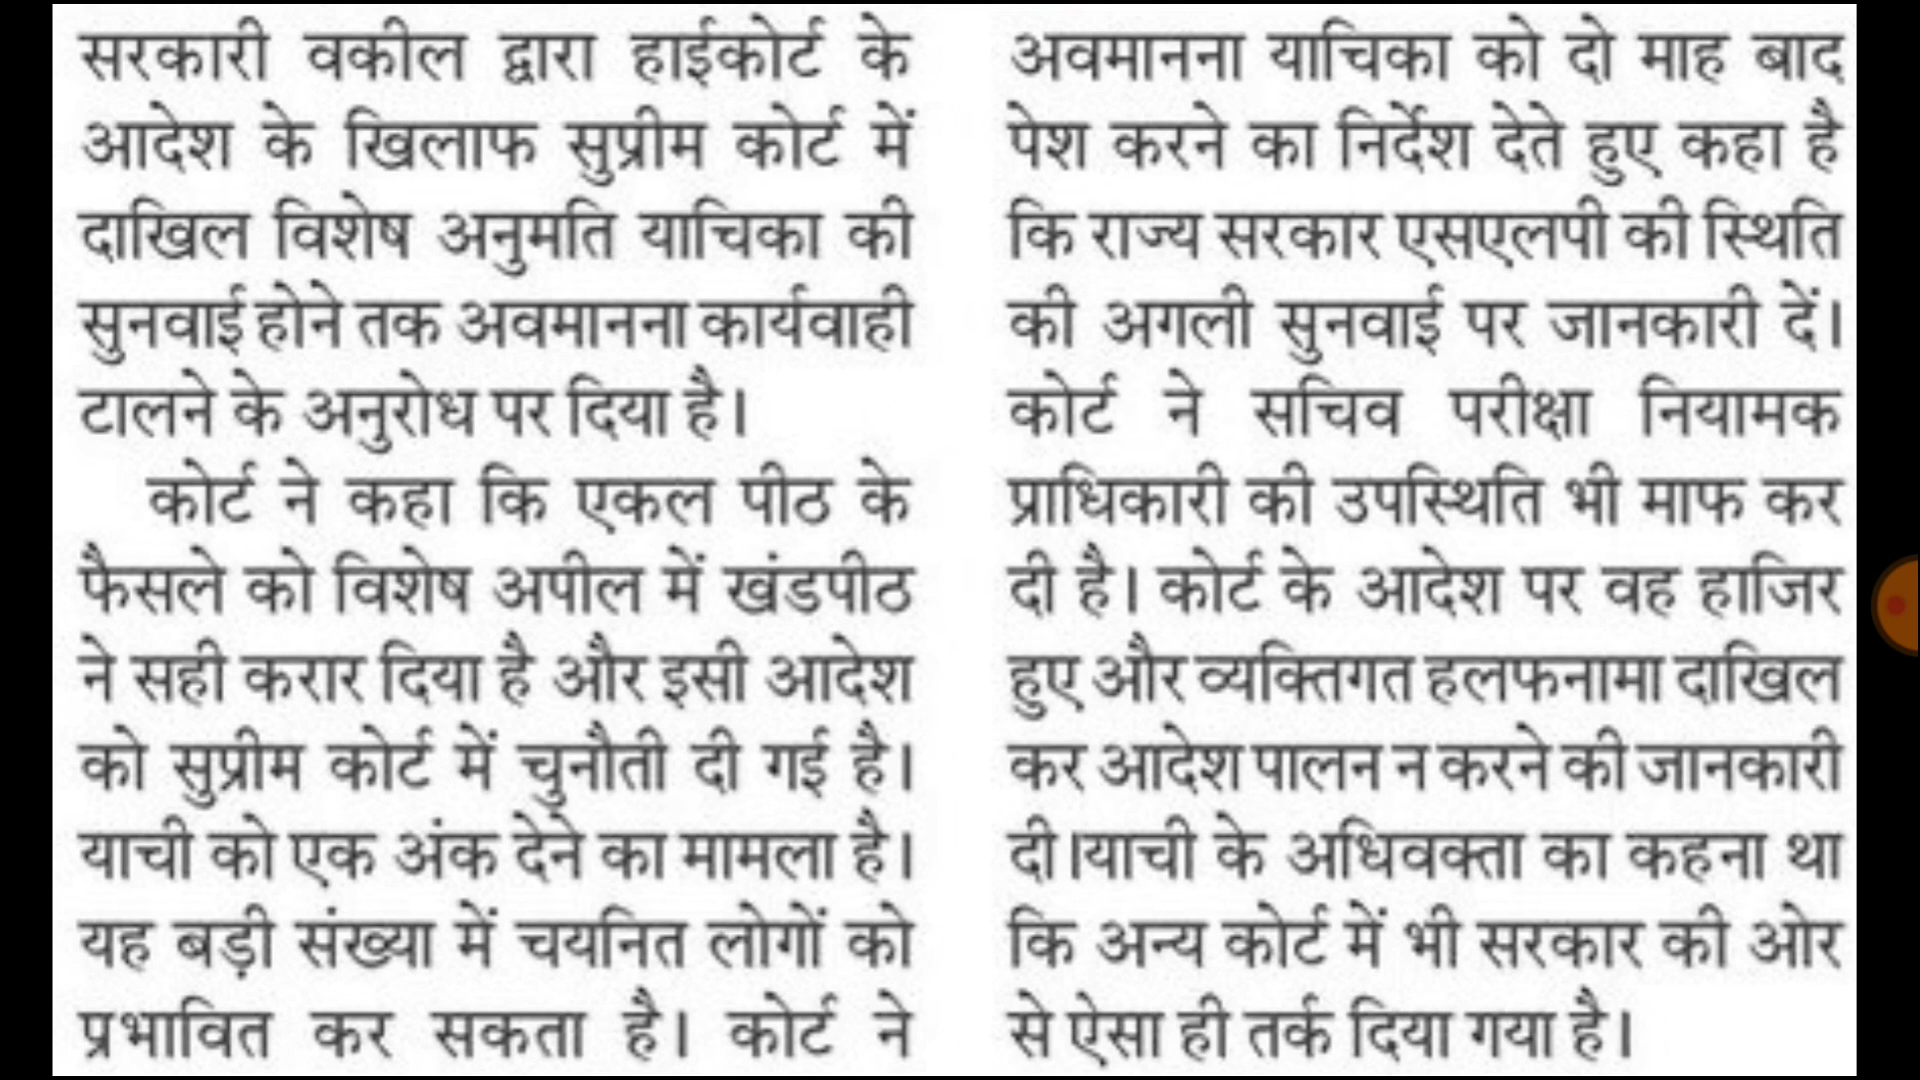 सरकारी वकील द्वारा हाईकोर्ट के
आदेश के खिलाफ सुप्रीम कोर्ट में
दाखिल विशेष अनुमति याचिका की
सुनवाई होने तक अवमानना कार्यवाही
टालने के अनुरोध पर दिया है।
कोर्ट ने कहा कि एकल पीठ के
फैसले को विशेष अपील में खंडपीठ
ने सही करार दिया है और इसी आदेश
को सुप्रीम कोर्ट में चुनौती दी गई है।
याची को एक अंक देने का मामला है।
यह बड़ी संख्या में चयनित लोगों को
प्रभावित कर सकता है। कोर्ट ने
अवमानना याचिका को दो माह बाद
पेश करने का निर्देश देते हुए कहा है
कि राज्य सरकार एसएलपी की स्थिति
की अगली सुनवाई पर जानकारी दें।
कोर्ट ने सचिव परीक्षा नियामक
प्राधिकारी की उपस्थिति भी माफ कर
दी है। कोर्ट के आदेश पर वह हाजिर
हुए और व्यक्तिगत हलफनामा दाखिल
कर आदेश पालन न करने की जानकारी
दी।याची के अधिवक्ता का कहना था
कि अन्य कोर्ट में भी सरकार की ओर
से ऐसा ही तर्क दिया गया है।